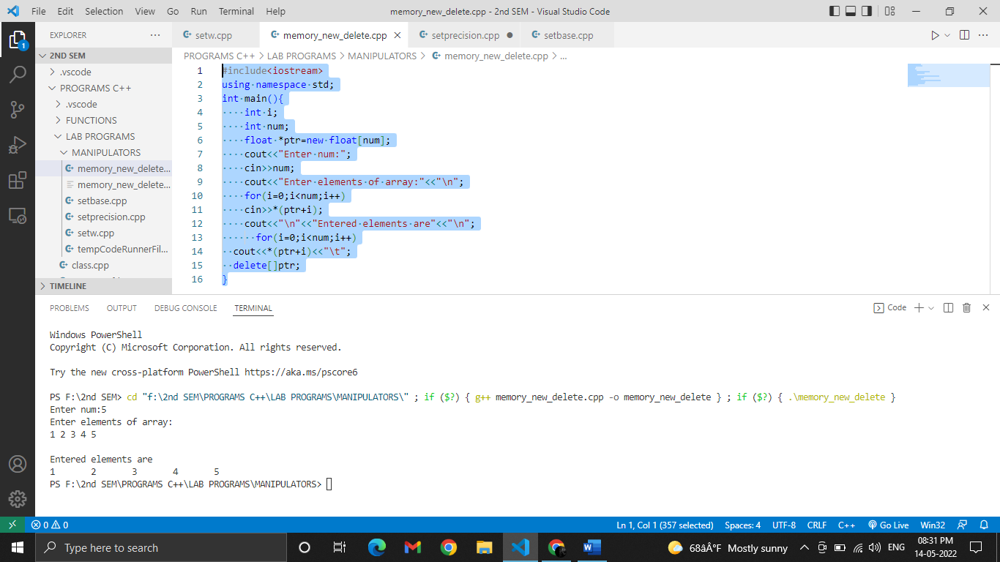 File Edit Selection View Go Run Terminal Help memory_new_delete.cpp - 2nd SEM - Visual Studio Code
EXPLORER ···
setw.cpp memory_new_delete.cpp setprecision.cpp setbase.cpp
2ND SEM
.vscode
PROGRAMS C++
.vscode
FUNCTIONS
LAB PROGRAMS
MANIPULATORS
memory_new_delete...
memory_new_delete...
setbase.cpp
setprecision.cpp
setw.cpp
tempCodeRunnerFil...
class.cpp
TIMELINE
1
PROGRAMS C++ > LAB PROGRAMS > MANIPULATORS > memory_new_delete.cpp > ...
1 #include<iostream>
2 using namespace std;
3 int main(){
4     int i;
5     int num;
6     float *ptr=new float[num];
7     cout<<"Enter num:";
8     cin>>num;
9     cout<<"Enter elements of array:"<<"\n";
10     for(i=0;i<num;i++)
11     cin>>*(ptr+i);
12     cout<<"\n"<<"Entered elements are"<<"\n";
13       for(i=0;i<num;i++)
14   cout<<*(ptr+i)<<"\t";
15   delete[]ptr;
16 }
PROBLEMS OUTPUT DEBUG CONSOLE TERMINAL Code
Windows PowerShell
Copyright (C) Microsoft Corporation. All rights reserved.
Try the new cross-platform PowerShell https://aka.ms/pscore6
PS F:\2nd SEM> cd "f:\2nd SEM\PROGRAMS C++\LAB PROGRAMS\MANIPULATORS\" ; if ($?) { g++ memory_new_delete.cpp -o memory_new_delete } ; if ($?) { .\memory_new_delete }
Enter num:5
Enter elements of array:
1 2 3 4 5
Entered elements are
1 2 3 4 5
PS F:\2nd SEM\PROGRAMS C++\LAB PROGRAMS\MANIPULATORS>
0 0 Ln 1, Col 1 (357 selected) Spaces: 4 UTF-8 CRLF C++ Go Live Win32
Type here to search 68âÂ°F Mostly sunny ENG 08:31 PM
14-05-2022